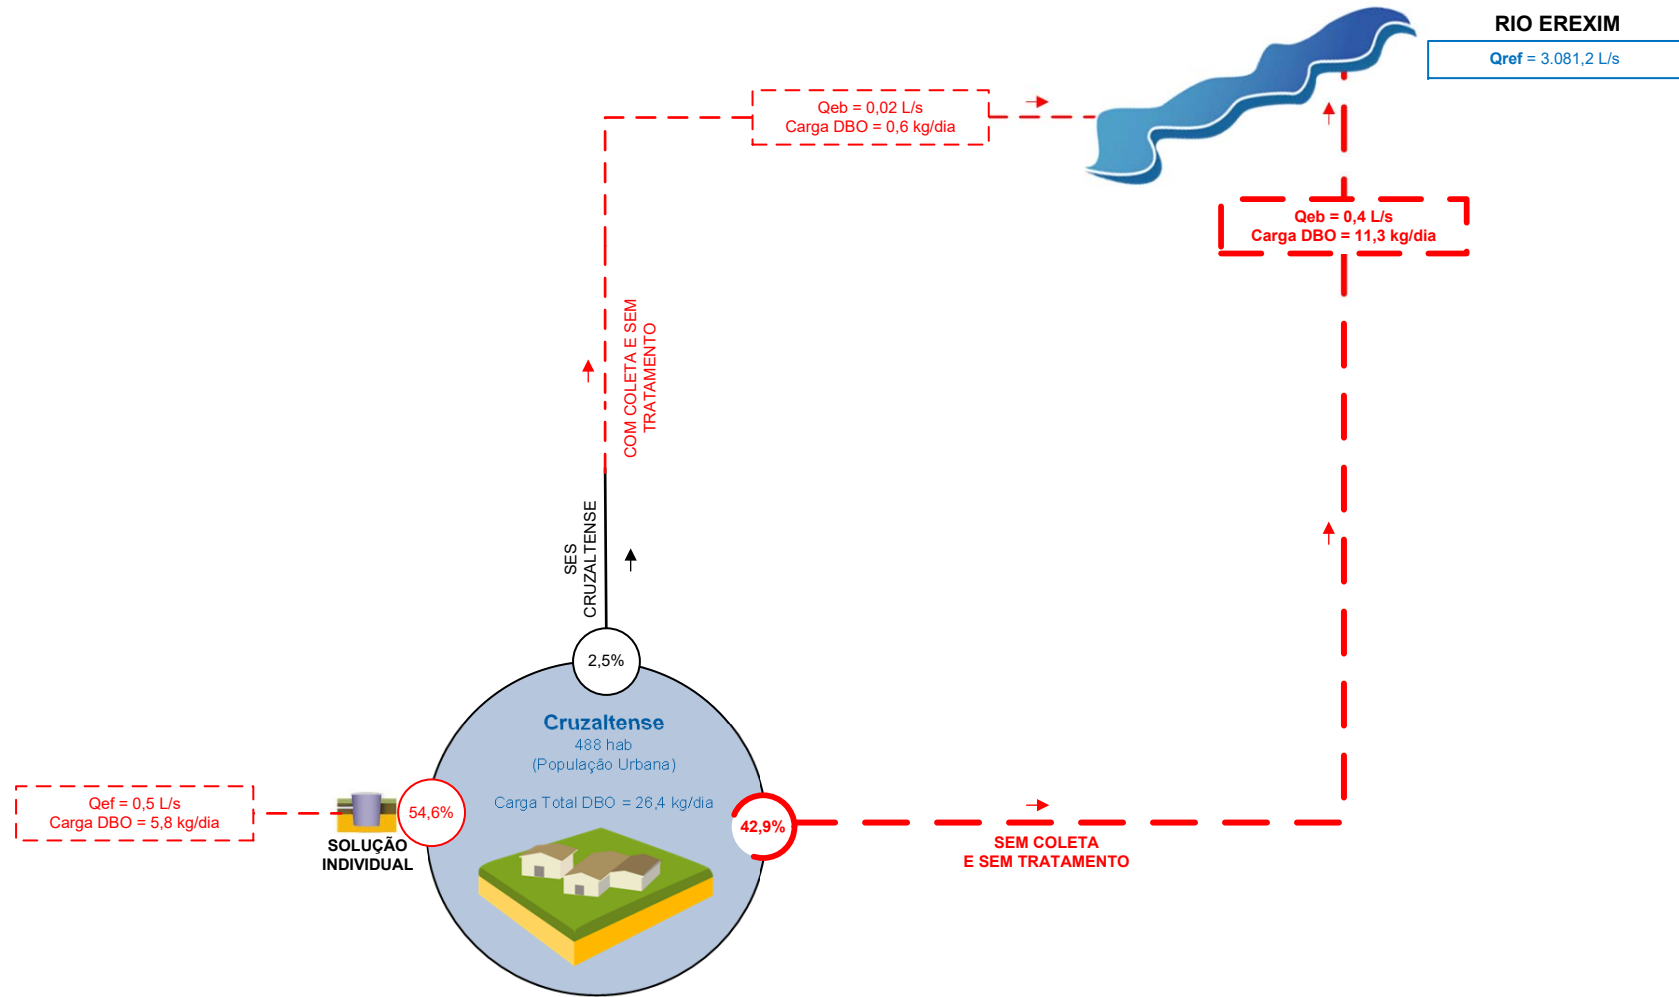 RIO EREXIM
Qref = 3.081,2 L/s
Qeb = 0,02 L/s
Carga DBO = 0,6 kg/dia
Qeb = 0,4 L/s
Carga DBO = 11,3 kg/dia
COM COLETA E SEM
TRATAMENTO
SES
CRUZALTENSE
2,5%
Cruzaltense
488 hab
(População Urbana)
Carga Total DBO = 26,4 kg/dia
Qef = 0,5 L/s
Carga DBO = 5,8 kg/dia
54,6%
SOLUÇÃO
INDIVIDUAL
42,9%
SEM COLETA
E SEM TRATAMENTO